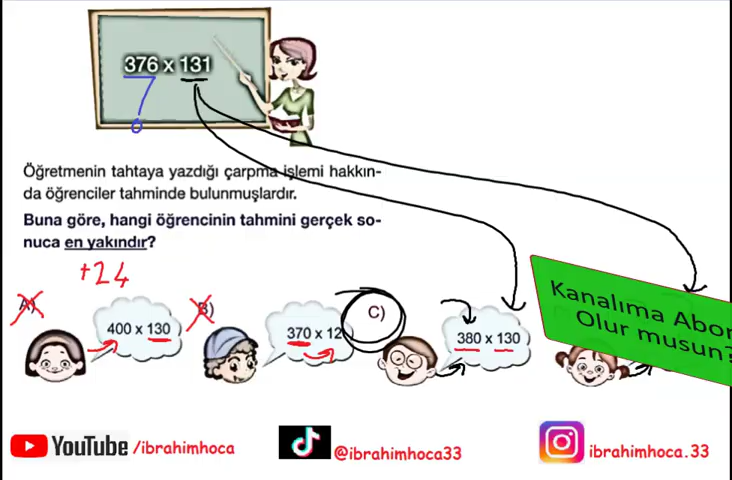 376 x 131
Öğretmenin tahtaya yazdığı çarpma işlemi hakkın-
da öğrenciler tahminde bulunmuşlardır.
Buna göre, hangi öğrencinin tahmini gerçek so-
nuca en yakındır?
+24
A)
400 x 130
B)
370 x 12
C)
380 x 130
Kanalıma Abon
Olur musun?
YouTube /ibrahimhoca
@ibrahimhoca33
ibrahimhoca.33